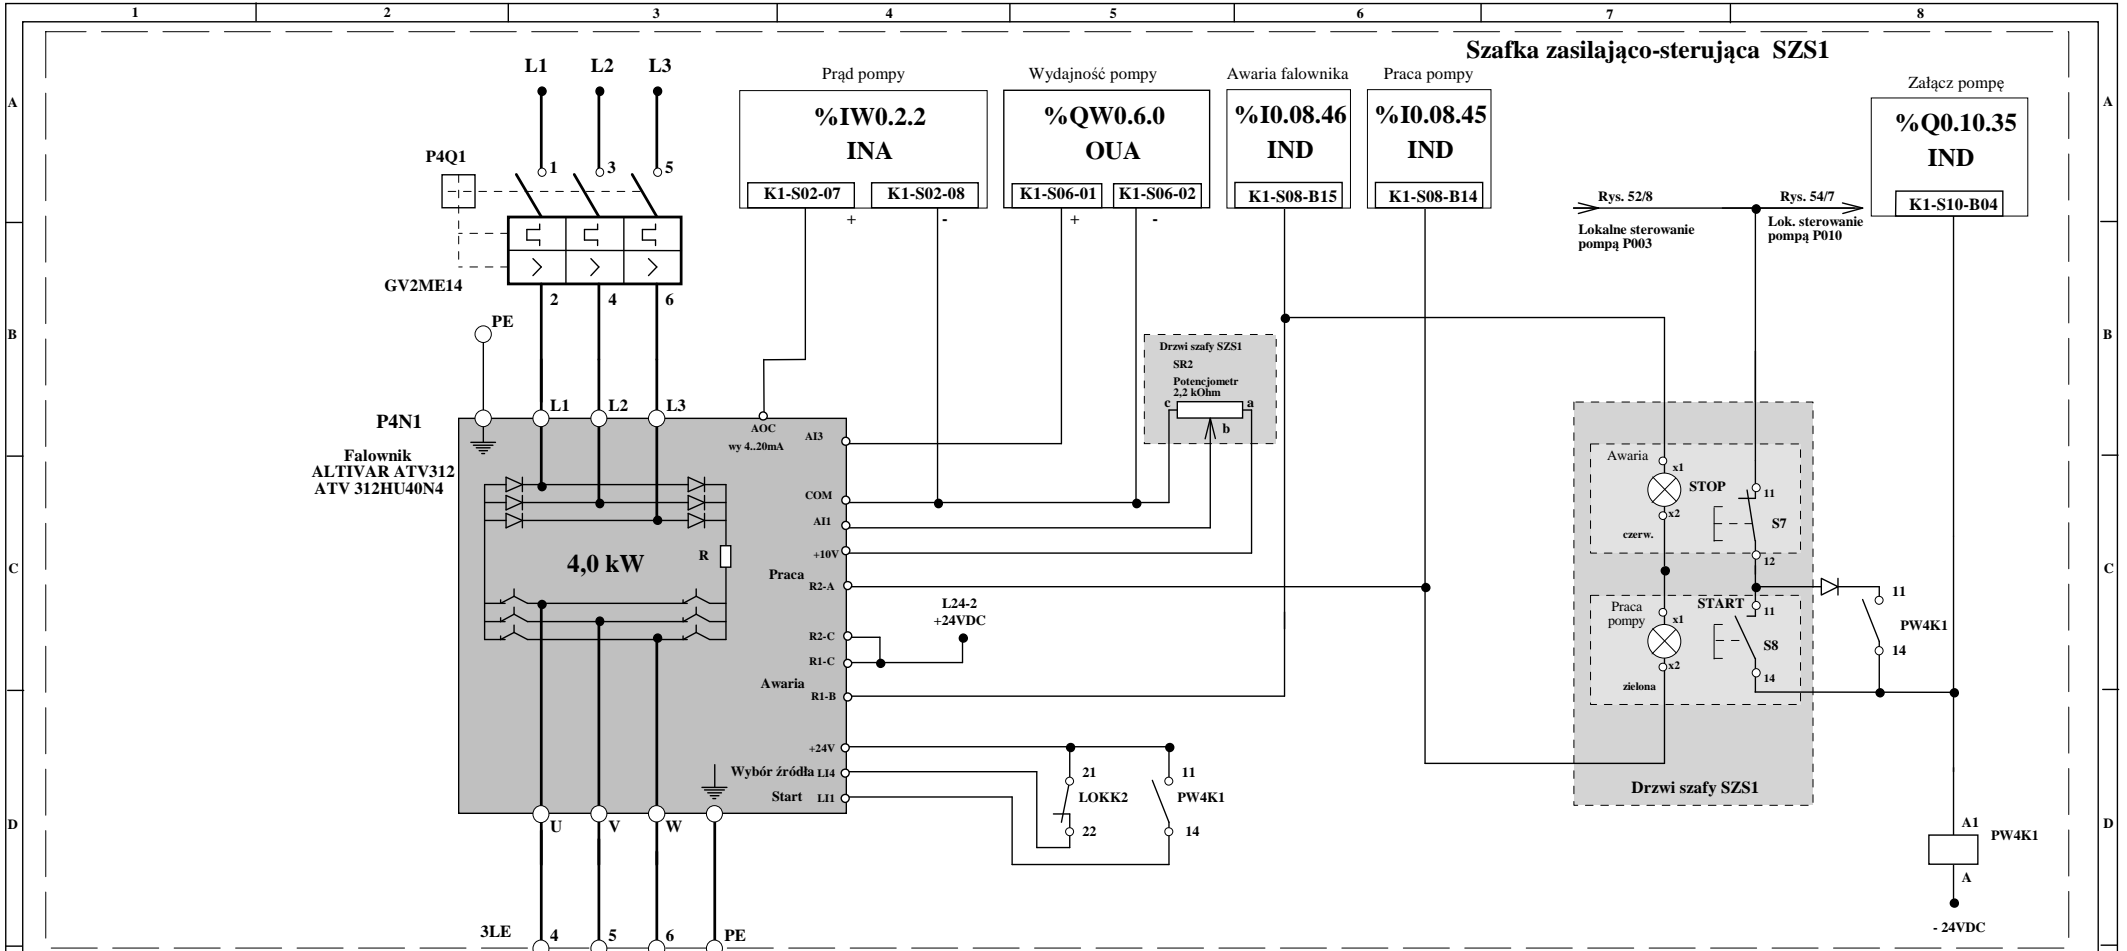 1 2 3 4 5 6 7 8
Szafka zasilająco-sterująca SZS1
A
A
L1 L2 L3
Prąd pompy
Wydajność pompy
Awaria falownika
Praca pompy
Załącz pompę
%IW0.2.2
INA
K1-S02-07
K1-S02-08
+
-
%QW0.6.0
OUA
K1-S06-01
K1-S06-02
+
-
%I0.08.46
IND
K1-S08-B15
%I0.08.45
IND
K1-S08-B14
%Q0.10.35
IND
K1-S10-B04
Rys. 52/8
Lokalne sterowanie
pompą P003
Rys. 54/7
Lok. sterowanie
pompą P010
P4Q1
1 3 5
GV2ME14
2 4 6
B
B
PE
P4N1
L1 L2 L3
Falownik
ALTIVAR ATV312
ATV 312HU40N4
AOC
wy 4..20mA
AI3
COM
AI1
+10V
4,0 kW
R
Praca
R2-A
R2-C
R1-C
Awaria
R1-B
+24V
Wybór źródła LI4
Start LI1
L24-2
+24VDC
Drzwi szafy SZS1
SR2
Potencjometr
2,2 kOhm
c
a
b
C
C
Awaria
x1
STOP
x2
czerw.
11
S7
12
Praca
pompy
START
x1
11
S8
x2
14
zielona
Drzwi szafy SZS1
11
PW4K1
14
21
LOKK2
22
11
PW4K1
14
D
D
U V W
A1
PW4K1
A
- 24VDC
3LE 4 5 6 PE